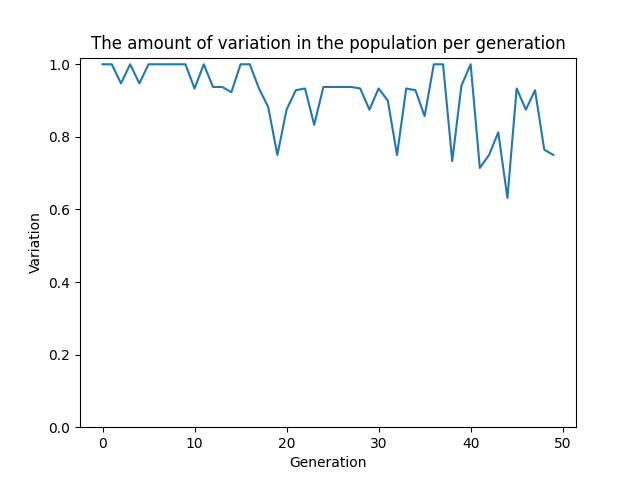 The amount of variation in the population per generation
1.0
0.8
0.6
0.4
0.2
0.0
Variation
0 10 20 30 40 50
Generation